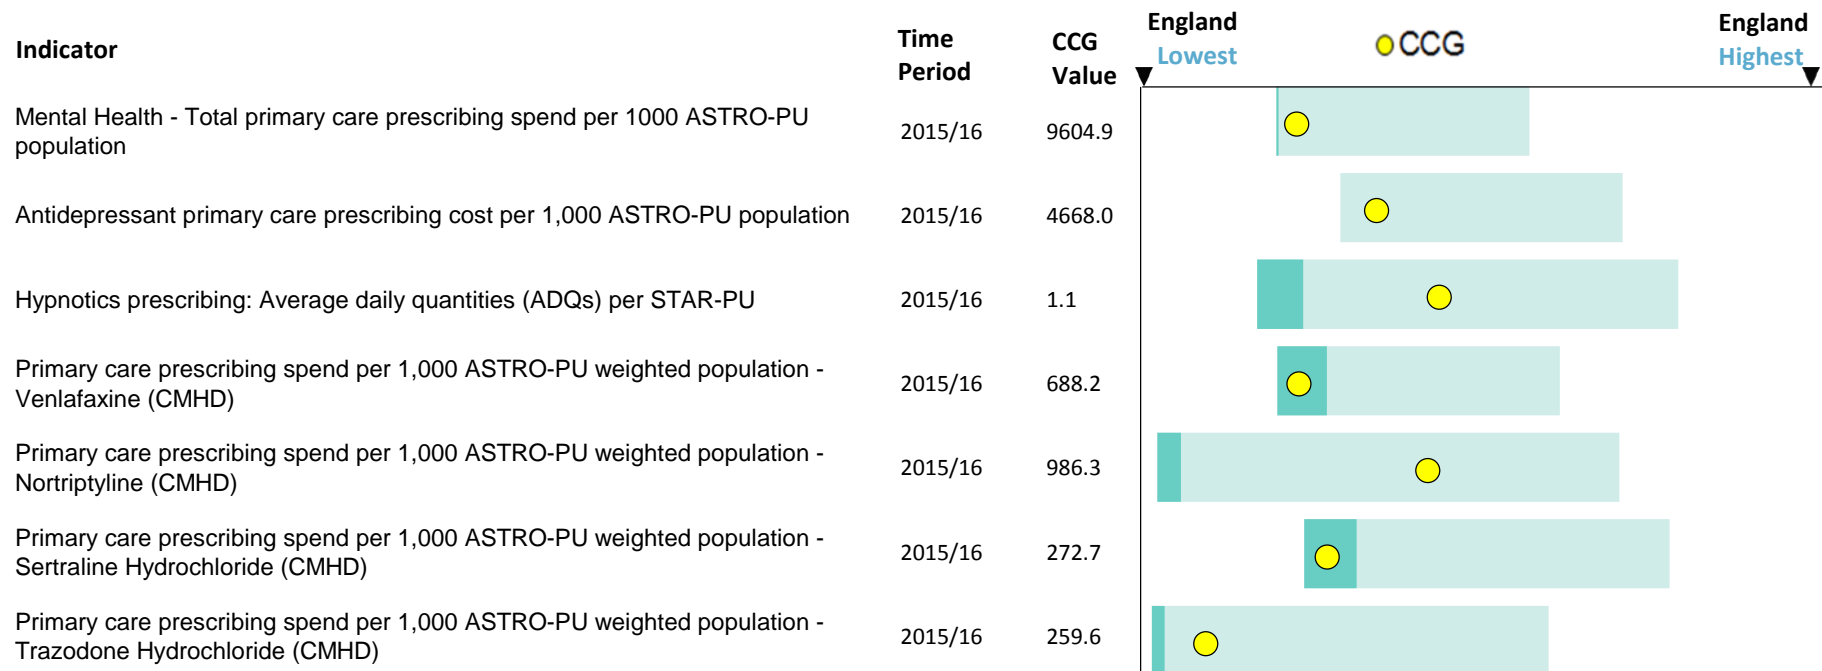 Indicator
Time
Period
CCG
Value
England
Lowest
CCG
England
Highest
Mental Health - Total primary care prescribing spend per 1000 ASTRO-PU
population
2015/16
9604.9
Antidepressant primary care prescribing cost per 1,000 ASTRO-PU population
2015/16
4668.0
Hypnotics prescribing: Average daily quantities (ADQs) per STAR-PU
2015/16
1.1
Primary care prescribing spend per 1,000 ASTRO-PU weighted population -
Venlafaxine (CMHD)
2015/16
688.2
Primary care prescribing spend per 1,000 ASTRO-PU weighted population -
Nortriptyline (CMHD)
2015/16
986.3
Primary care prescribing spend per 1,000 ASTRO-PU weighted population -
Sertraline Hydrochloride (CMHD)
2015/16
272.7
Primary care prescribing spend per 1,000 ASTRO-PU weighted population -
Trazodone Hydrochloride (CMHD)
2015/16
259.6